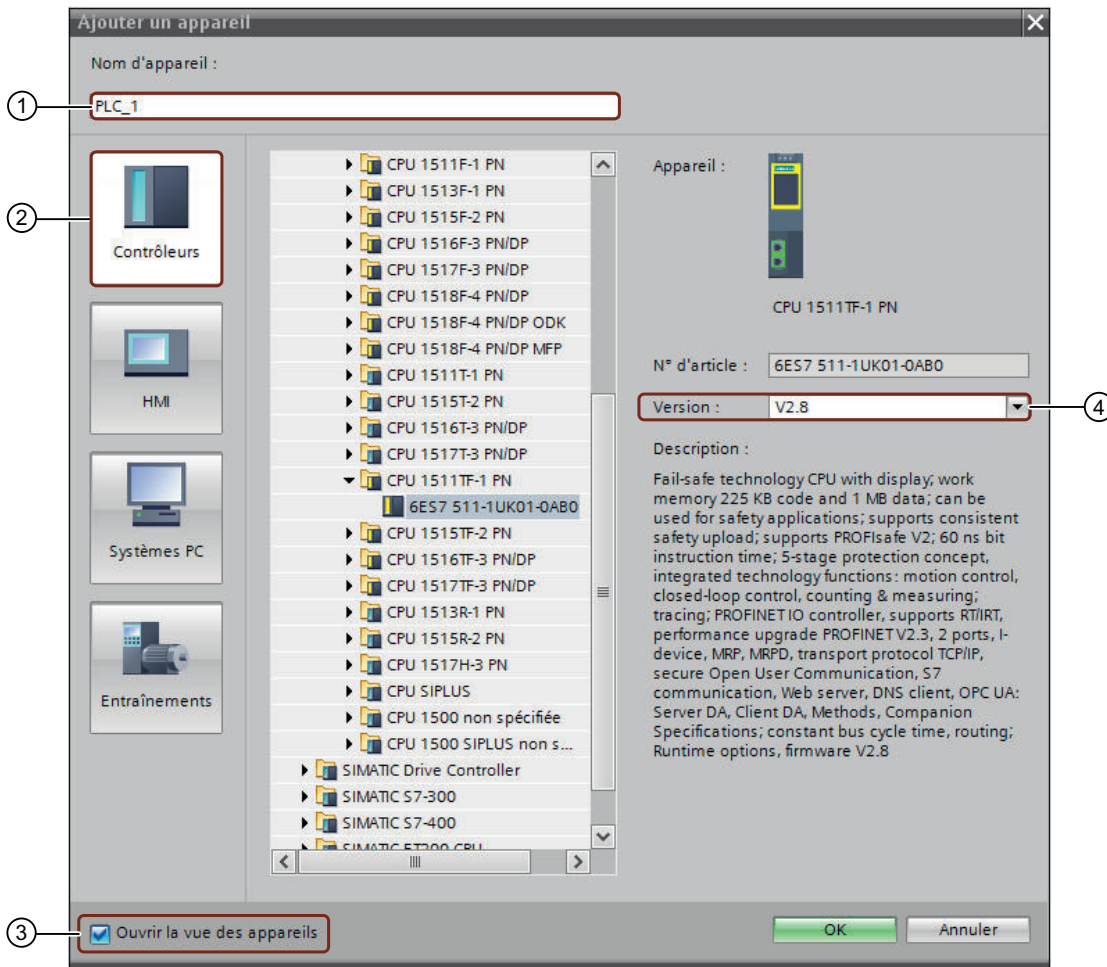 Ajouter un appareil
Nom d'appareil :
1
PLC_1
2
Contrôleurs
HMI
Systèmes PC
Entraînements
CPU 1511F-1 PN
CPU 1513F-1 PN
CPU 1515F-2 PN
CPU 1516F-3 PN/DP
CPU 1517F-3 PN/DP
CPU 1518F-4 PN/DP
CPU 1518F-4 PN/DP ODK
CPU 1518F-4 PN/DP MFP
CPU 1511T-1 PN
CPU 1515T-2 PN
CPU 1516T-3 PN/DP
CPU 1517T-3 PN/DP
CPU 1511TF-1 PN
6ES7 511-1UK01-0AB0
CPU 1515TF-2 PN
CPU 1516TF-3 PN/DP
CPU 1517TF-3 PN/DP
CPU 1513R-1 PN
CPU 1515R-2 PN
CPU 1517H-3 PN
CPU SIPLUS
CPU 1500 non spécifiée
CPU 1500 SIPLUS non s...
SIMATIC Drive Controller
SIMATIC S7-300
SIMATIC S7-400
SIMATIC ET200 CPU
Appareil :
CPU 1511TF-1 PN
N° d'article :
6ES7 511-1UK01-0AB0
Version :
V2.8
4
Description :
Fail-safe technology CPU with display; work
memory 225 KB code and 1 MB data; can be
used for safety applications; supports consistent
safety upload; supports PROFIsafe V2; 60 ns bit
instruction time; 5-stage protection concept,
integrated technology functions: motion control,
closed-loop control, counting & measuring;
tracing; PROFINET IO controller, supports RT/IRT,
performance upgrade PROFINET V2.3, 2 ports, I-
device, MRP, MRPD, transport protocol TCP/IP,
secure Open User Communication, S7
communication, Web server, DNS client, OPC UA:
Server DA, Client DA, Methods, Companion
Specifications; constant bus cycle time, routing;
Runtime options, firmware V2.8
3
Ouvrir la vue des appareils
OK
Annuler